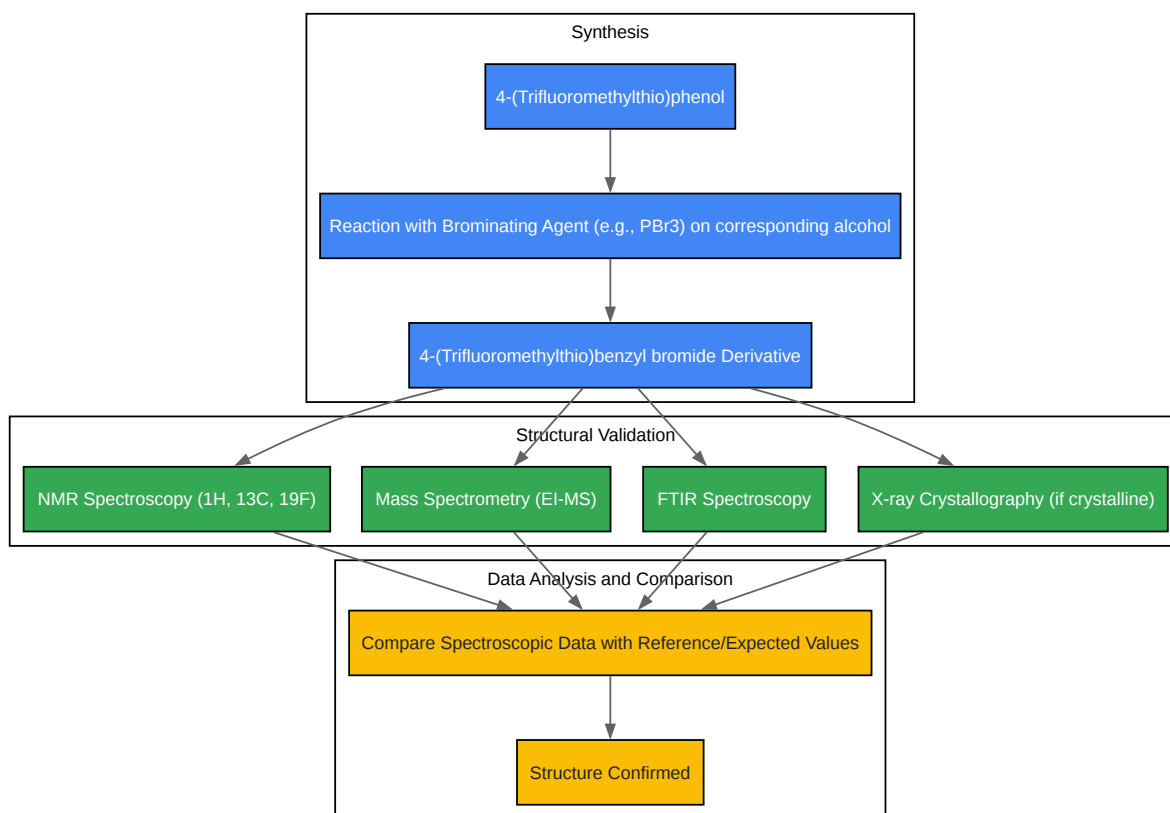 Synthesis
4-(Trifluoromethylthio)phenol
Reaction with Brominating Agent (e.g., PBr3) on corresponding alcohol
4-(Trifluoromethylthio)benzyl bromide Derivative
Structural Validation
NMR Spectroscopy (1H, 13C, 19F)
Mass Spectrometry (EI-MS)
FTIR Spectroscopy
X-ray Crystallography (if crystalline)
Data Analysis and Comparison
Compare Spectroscopic Data with Reference/Expected Values
Structure Confirmed